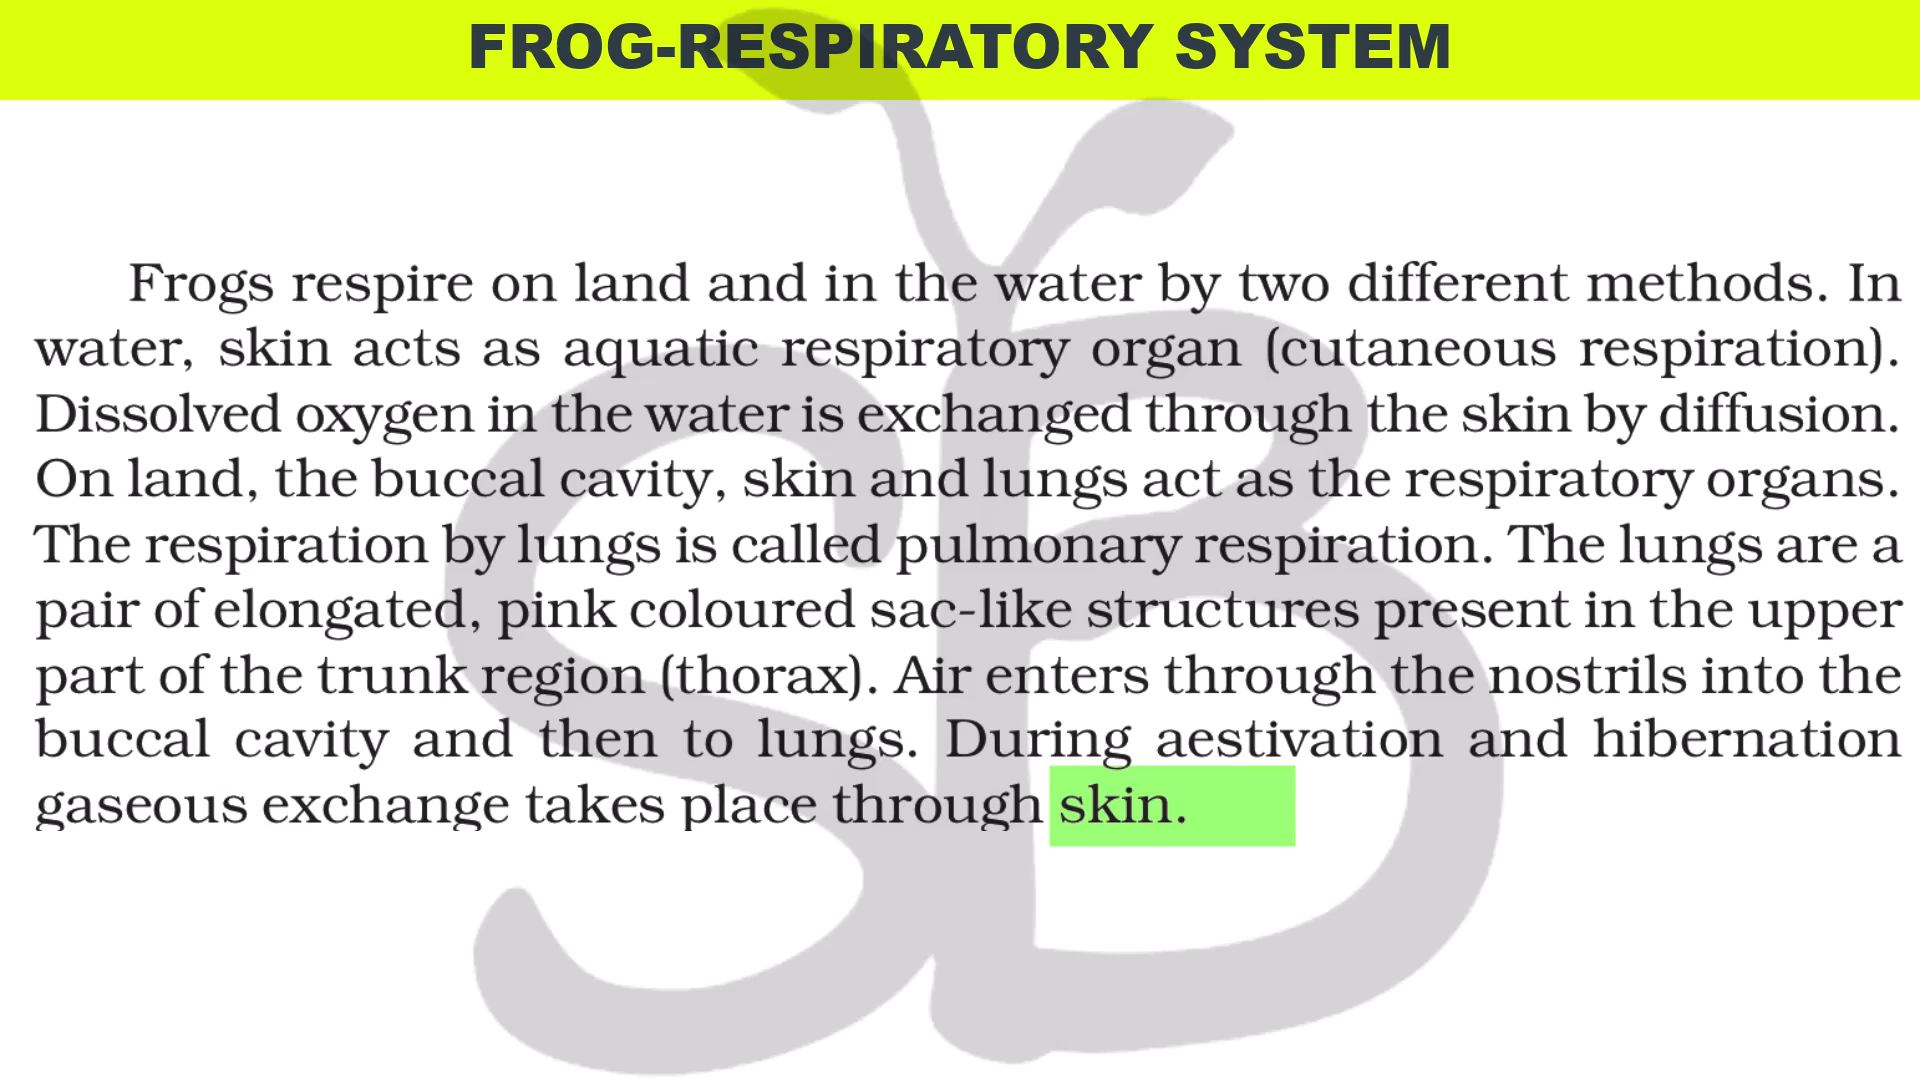 FROG-RESPIRATORY SYSTEM
Frogs respire on land and in the water by two different methods. In
water, skin acts as aquatic respiratory organ (cutaneous respiration).
Dissolved oxygen in the water is exchanged through the skin by diffusion.
On land, the buccal cavity, skin and lungs act as the respiratory organs.
The respiration by lungs is called pulmonary respiration. The lungs are a
pair of elongated, pink coloured sac-like structures present in the upper
part of the trunk region (thorax). Air enters through the nostrils into the
buccal cavity and then to lungs. During aestivation and hibernation
gaseous exchange takes place through skin.
SB